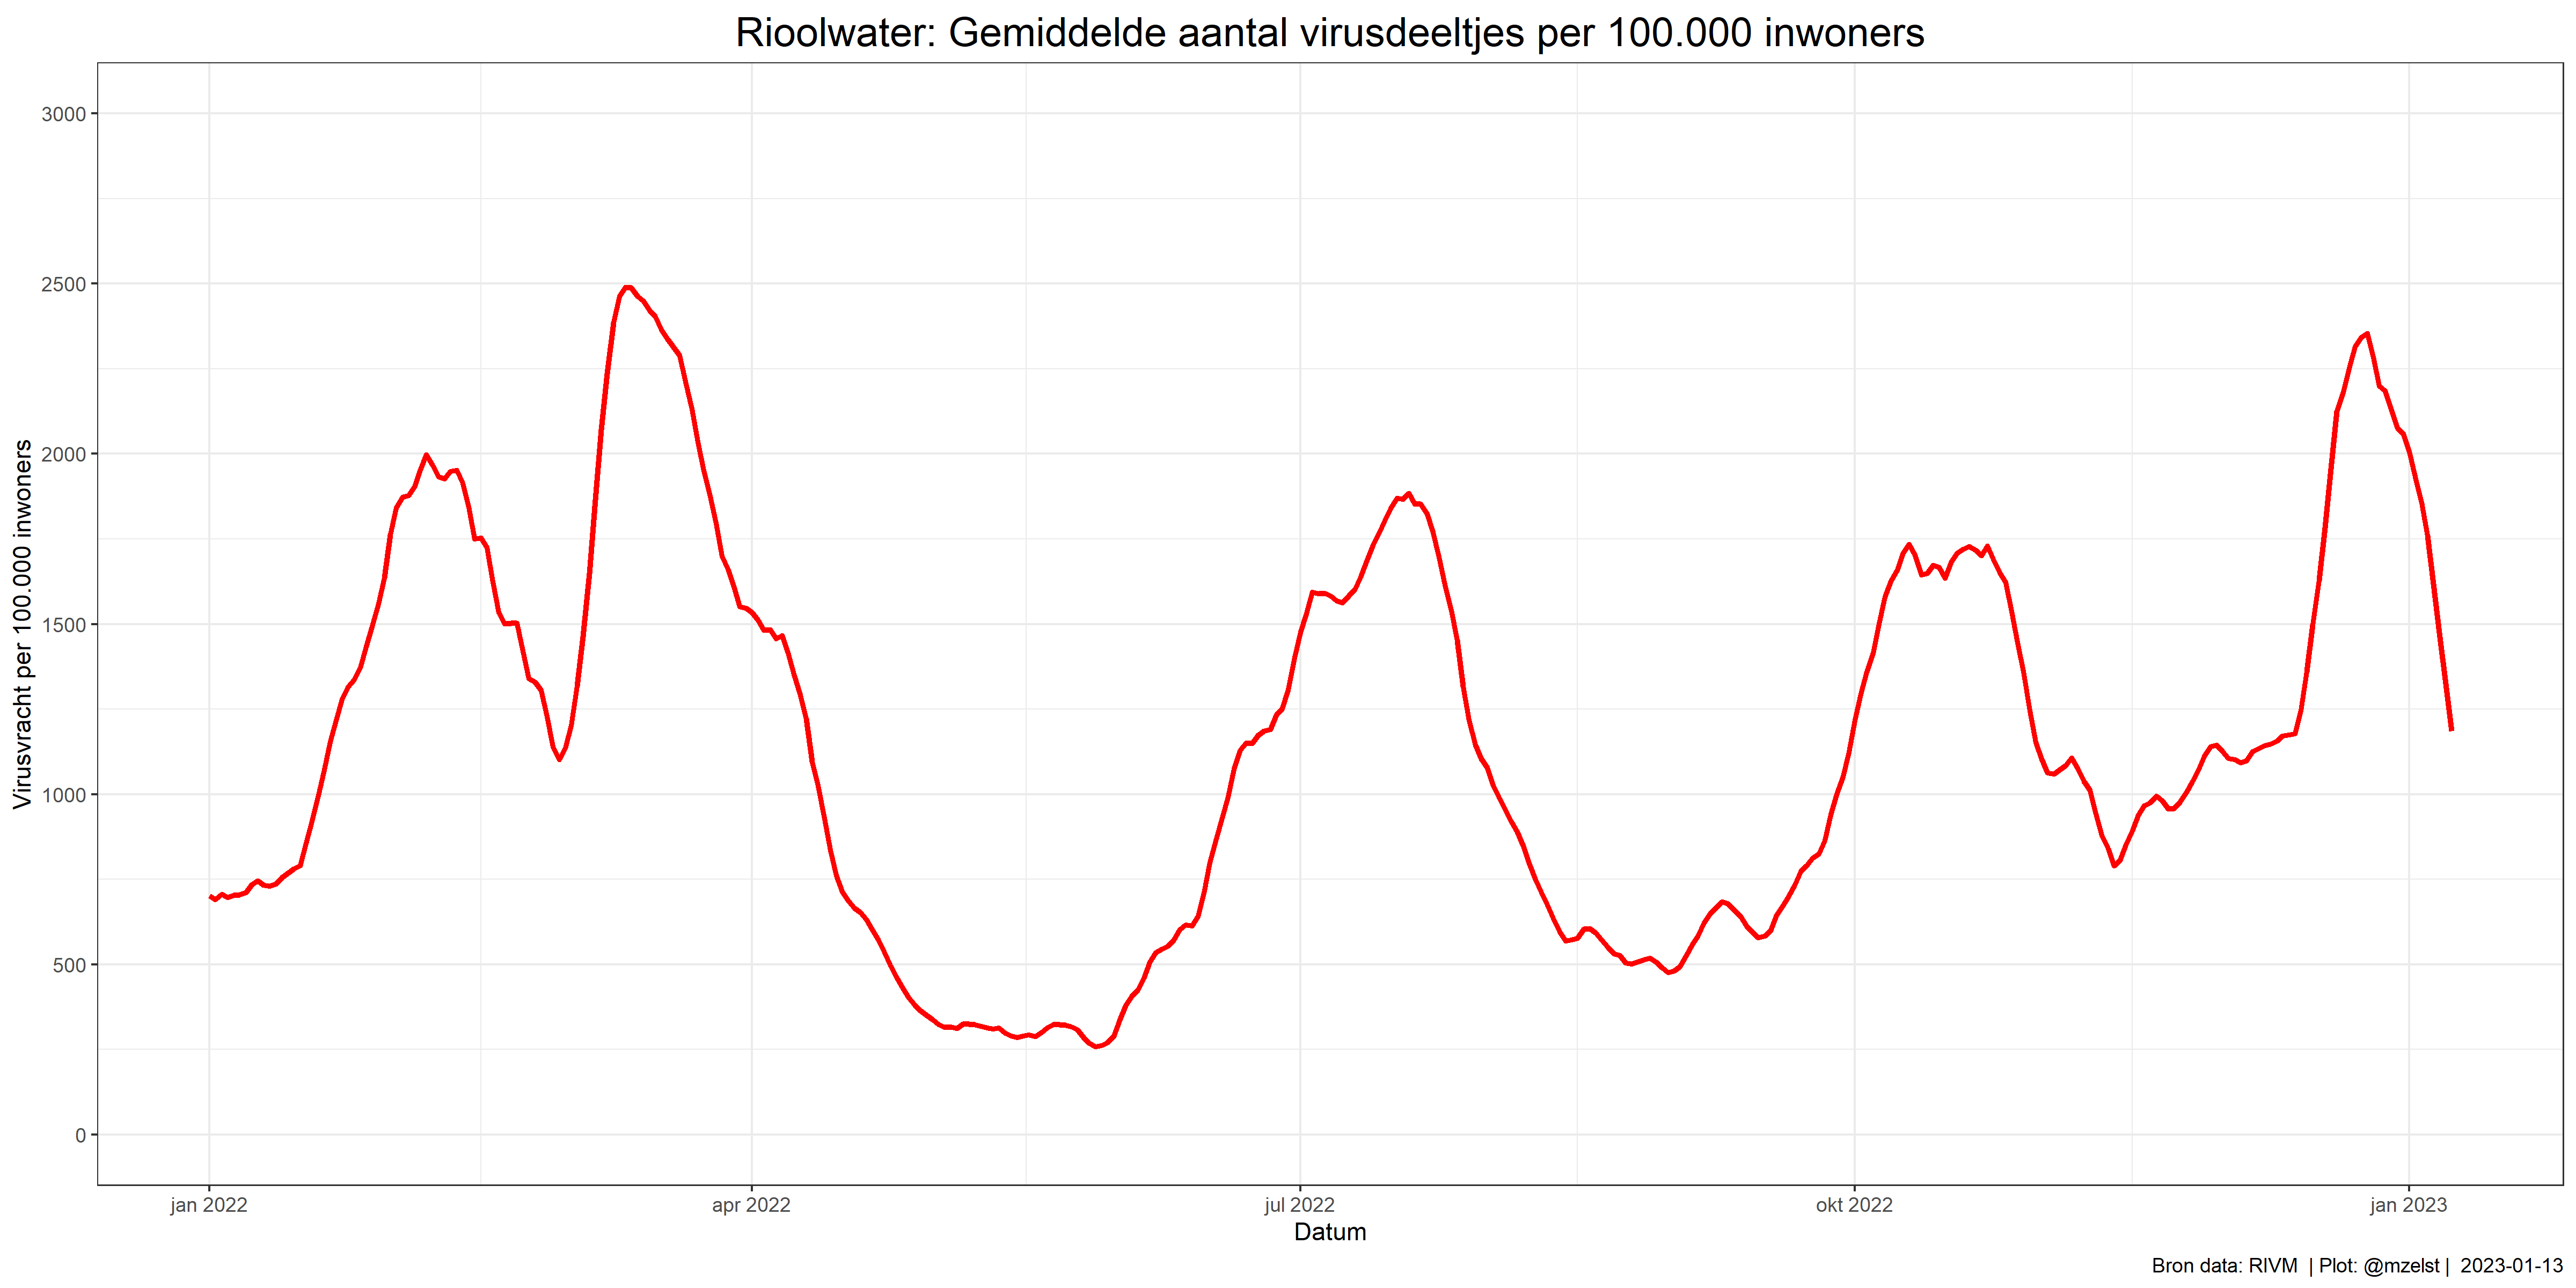 Rioolwater: Gemiddelde aantal virusdeeltjes per 100.000 inwoners
Virusvracht per 100.000 inwoners
3000
2500
2000
1500
1000
500
0
jan 2022 apr 2022 jul 2022 okt 2022 jan 2023
Datum
Bron data: RIVM | Plot: @mzelst | 2023-01-13